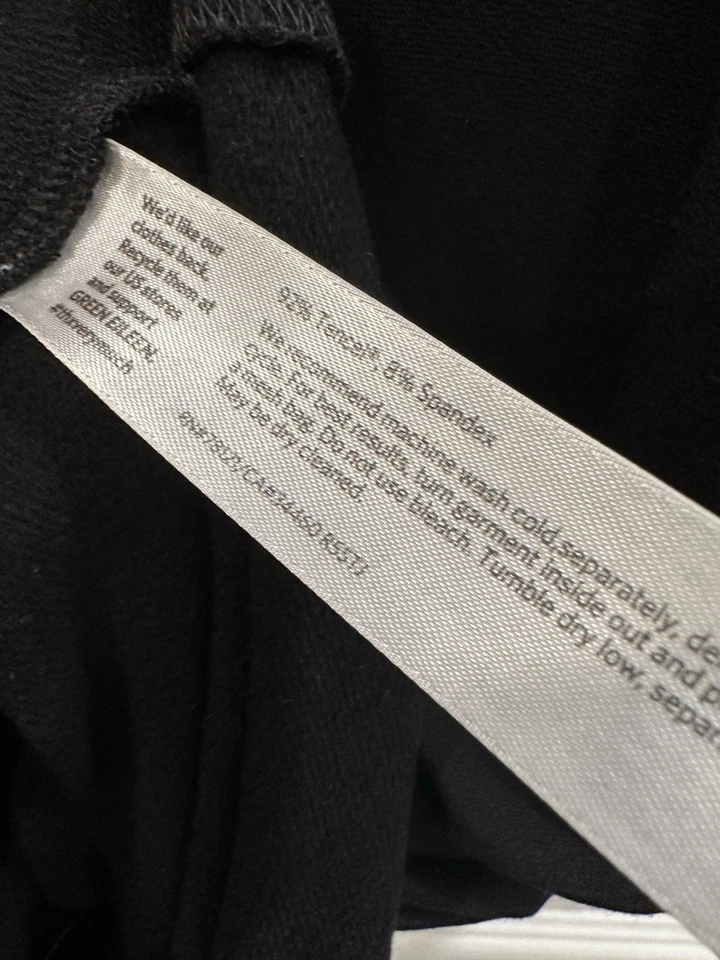 We'd like our
clothes back.
Recycle them at
our US stores
and support
GREEN EILEEN.
92% Tencel®, 8% Spandex
We recommend machine wash cold, separately,
cycle. For best results, turn garment inside out and
a mesh bag. Do not use bleach. Tumble dry low,
May be dry cleaned.